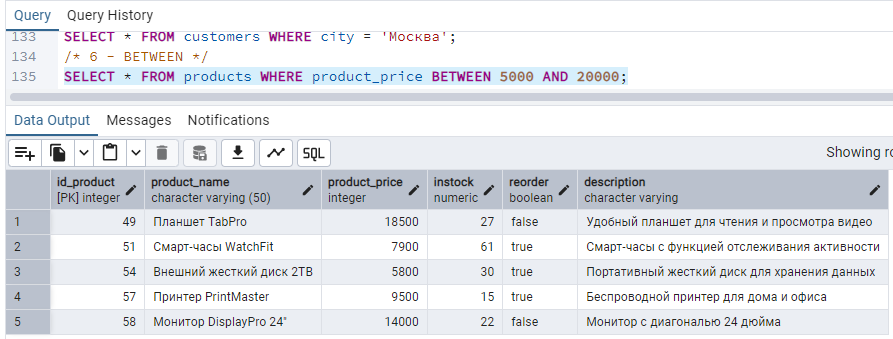 Query Query History
133 SELECT * FROM customers WHERE city = 'Москва';
134 /* 6 - BETWEEN */
135 SELECT * FROM products WHERE product_price BETWEEN 5000 AND 20000;
Data Output Messages Notifications
SQL Showing
id_product product_name product_price instock reorder description
[PK] integer character varying (50) integer numeric boolean character varying
1 49 Планшет TabPro 18500 27 false Удобный планшет для чтения и просмотра видео
2 51 Смарт-часы WatchFit 7900 61 true Смарт-часы с функцией отслеживания активности
3 54 Внешний жесткий диск 2TB 5800 30 true Портативный жесткий диск для хранения данных
4 57 Принтер PrintMaster 9500 15 true Беспроводной принтер для дома и офиса
5 58 Монитор DisplayPro 24" 14000 22 false Монитор с диагональю 24 дюйма